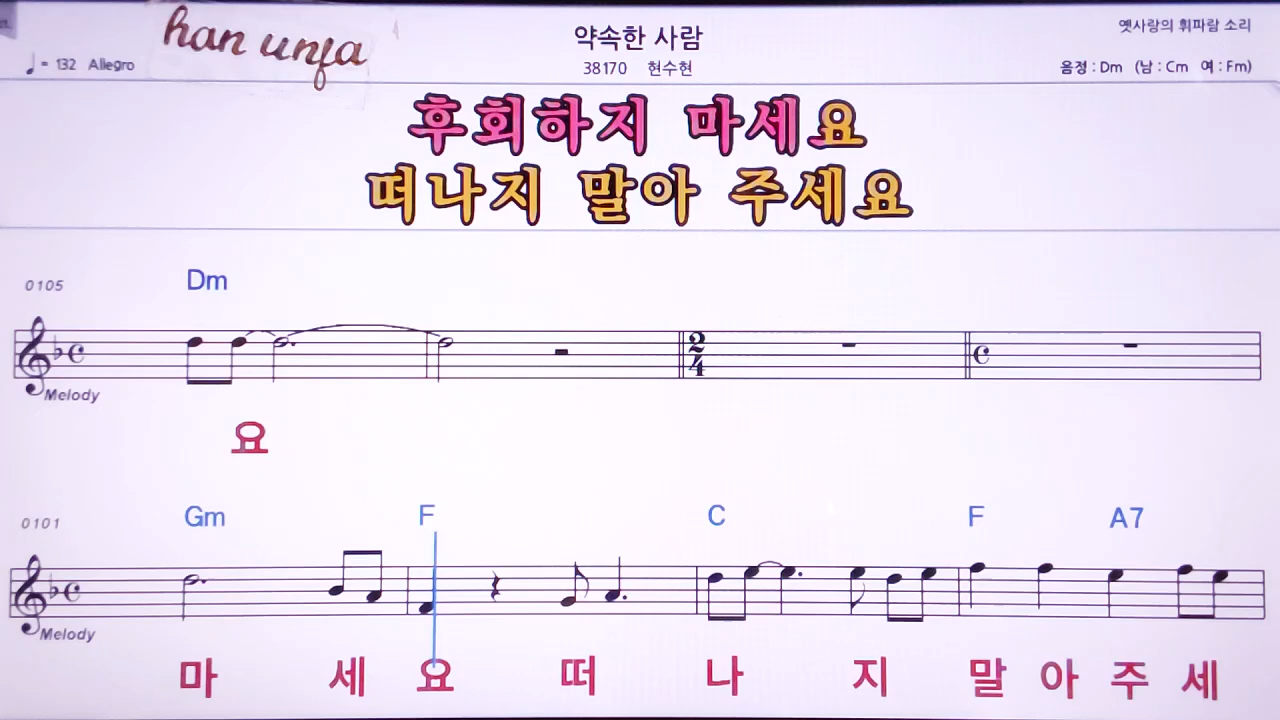 han unfa
약속한 사람
옛사랑의 휘파람 소리
♩ = 132 Allegro
38170 현수현
음정 : Dm (남 : Cm 여 : Fm)
후회하지 마세요
떠나지 말아 주세요
0105
Dm
2
4
Melody
요
0101
Gm F C F A7
Melody
마 세 요 떠 나 지 말 아 주 세